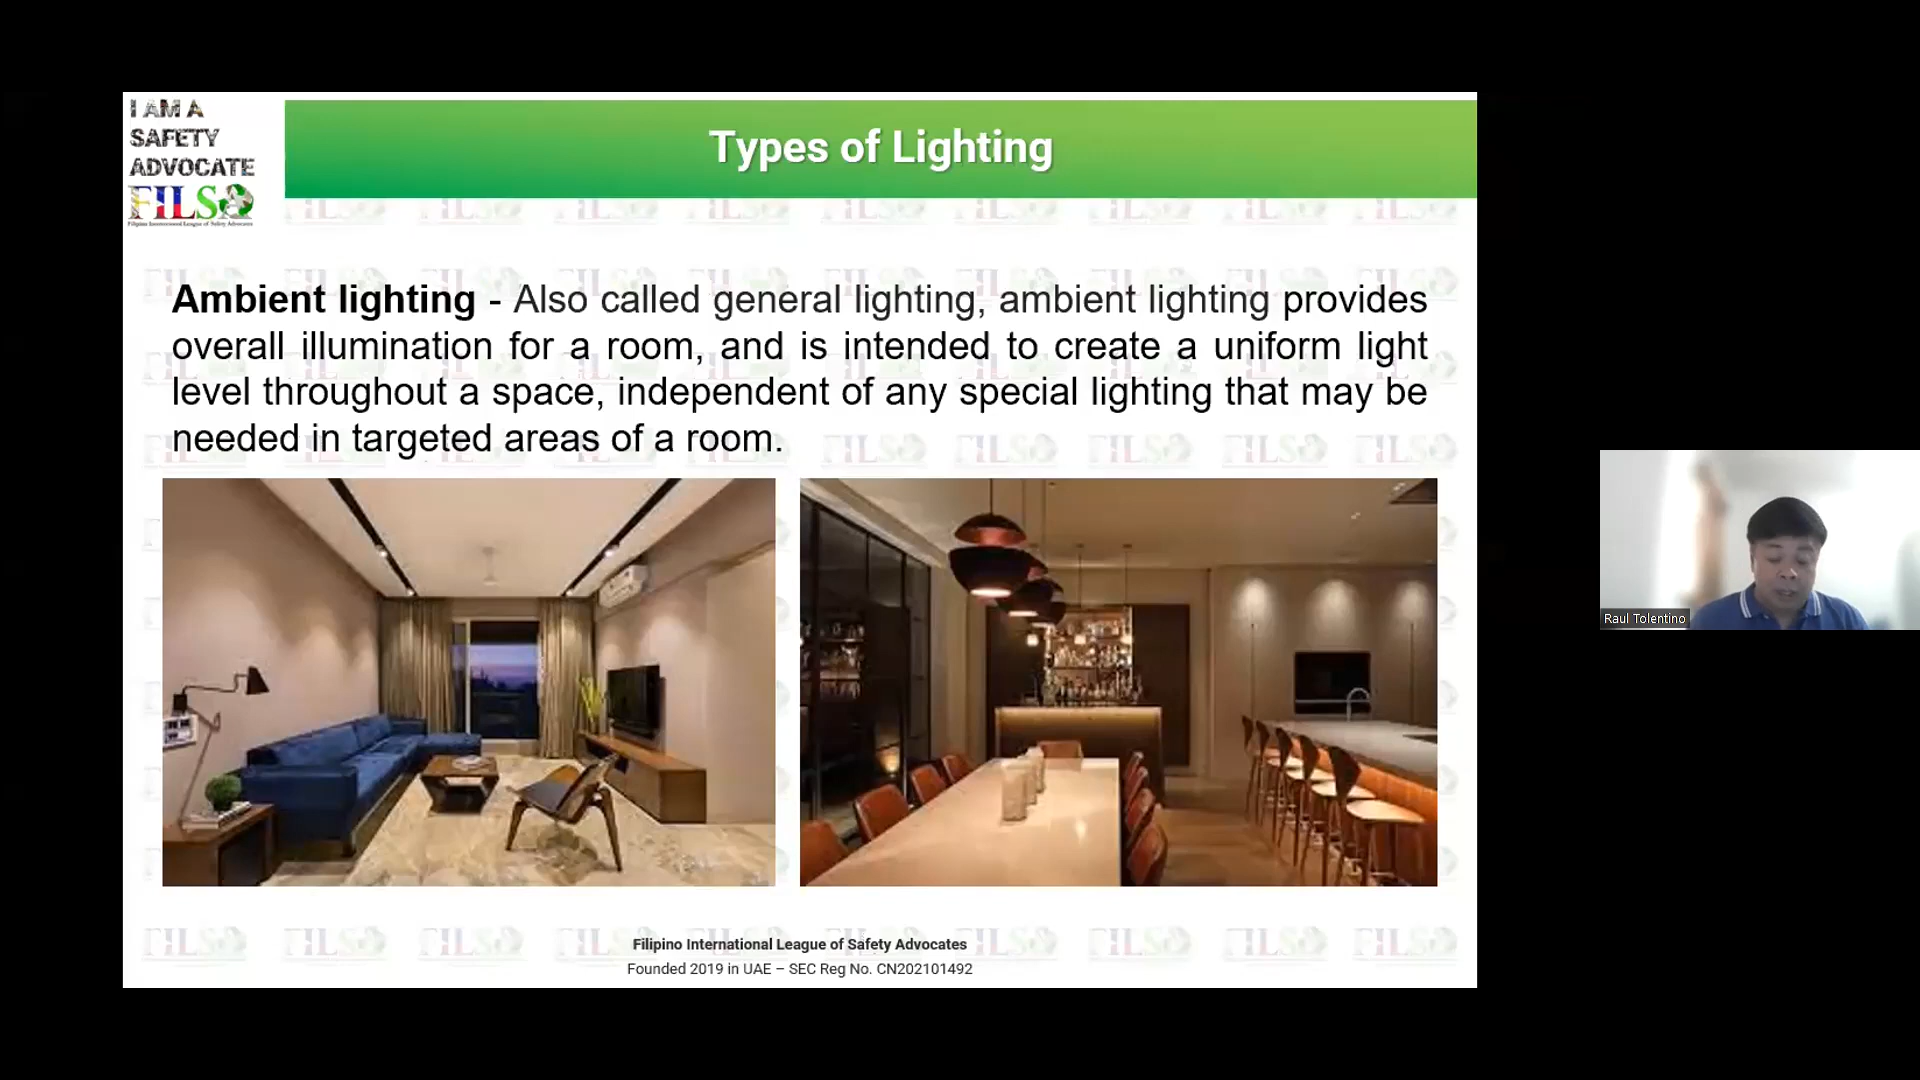 I AM A
SAFETY
ADVOCATE
FILSA
Filipino International League of Safety Advocates
Types of Lighting
Ambient lighting - Also called general lighting, ambient lighting provides
overall illumination for a room, and is intended to create a uniform light
level throughout a space, independent of any special lighting that may be
needed in targeted areas of a room.
Raul Tolentino
Filipino International League of Safety Advocates
Founded 2019 in UAE – SEC Reg No. CN202101492